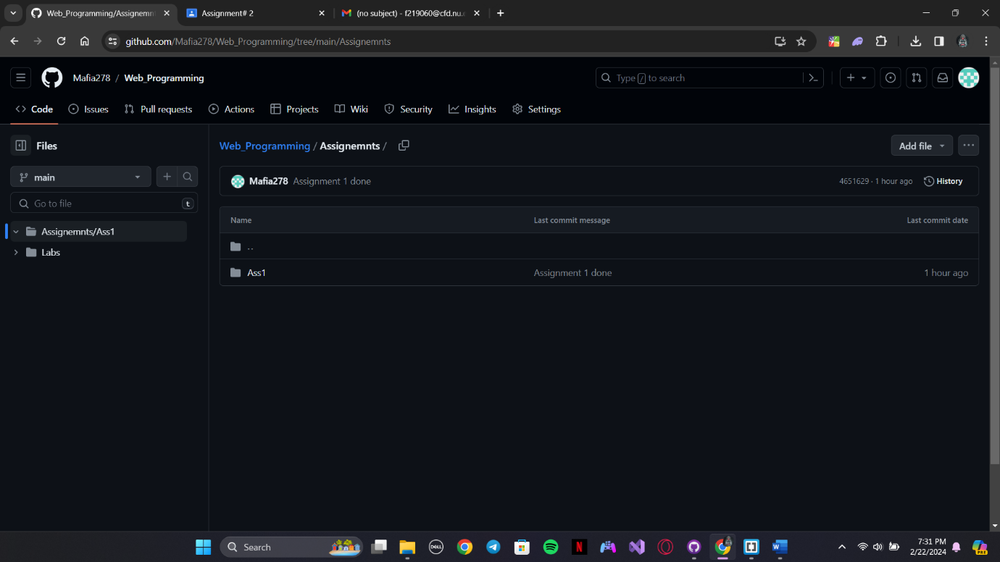 Web_Programming/Assignemn
Assignment# 2
(no subject) - f219060@cfd.nu.e
github.com/Mafia278/Web_Programming/tree/main/Assignemnts
Mafia278 / Web_Programming
Type / to search
Code Issues Pull requests Actions Projects Wiki Security Insights Settings
Files
Web_Programming / Assignemnts /
Add file
main
Mafia278 Assignment 1 done
4651629 · 1 hour ago
History
Go to file
t
Name Last commit message Last commit date
Assignemnts/Ass1
..
Labs
Ass1 Assignment 1 done 1 hour ago
Search
DELL
N
W
7:31 PM
2/22/2024
PRE